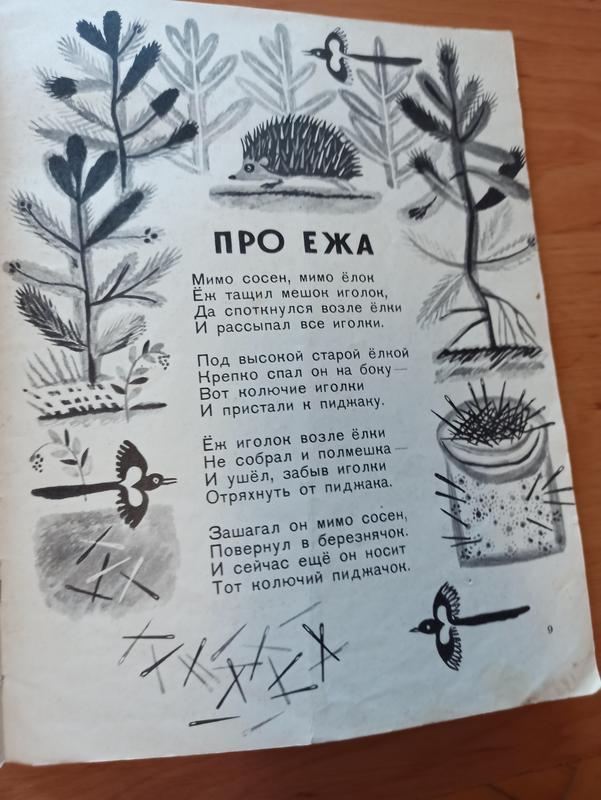 ПРО ЕЖА
Мимо сосен, мимо ёлок
Ёж тащил мешок иголок,
Да споткнулся возле ёлки
И рассыпал все иголки.
Под высокой старой ёлкой
Крепко спал он на боку—
Вот колючие иголки
И пристали к пиджаку.
Ёж иголок возле ёлки
Не собрал и полмешка—
И ушёл, забыв иголки
Отряхнуть от пиджака.
Зашагал он мимо сосен,
Повернул в березнячок.
И сейчас ещё он носит
Тот колючий пиджачок.
9